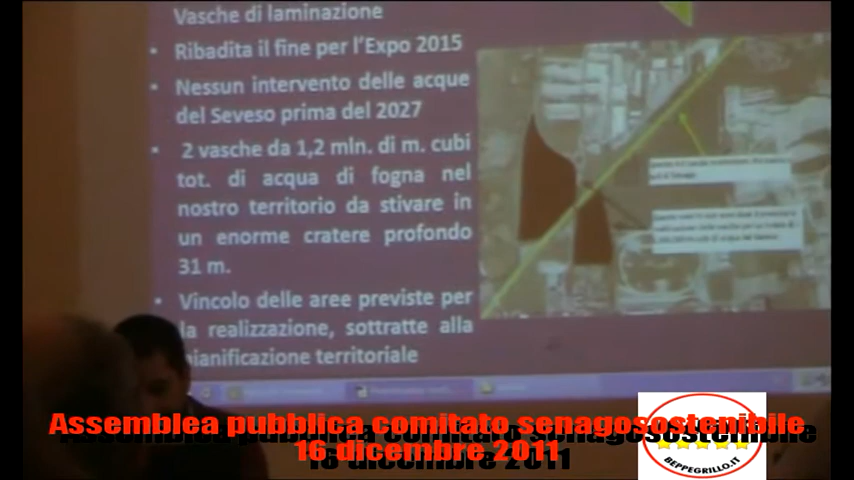 Vasche di laminazione
• Ribadita il fine per l'Expo 2015
• Nessun intervento delle acque
del Seveso prima del 2027
• 2 vasche da 1,2 mln. di m. cubi
tot. di acqua di fogna nel
nostro territorio da stivare in
un enorme cratere profondo
31 m.
• Vincolo delle aree previste per
la realizzazione, sottratte alla
pianificazione territoriale
Assemblea pubblica comitato senagosostenibile
16 dicembre 2011
BEPPEGRILLO.IT